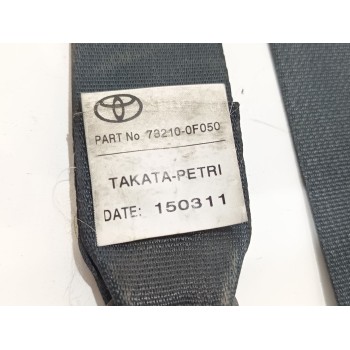 PART No 73210-0F050
TAKATA-PETRI
DATE: 150311